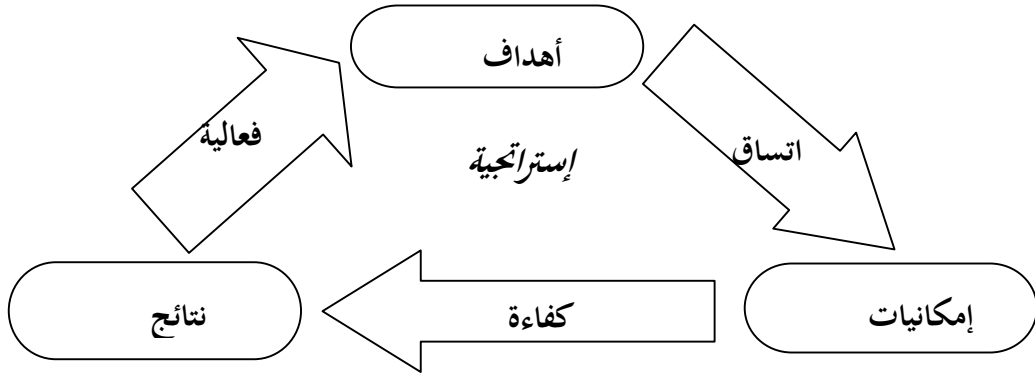 أهداف
فعالية
اتساق
إستراتجية
إمكانيات
كفاءة
نتائج